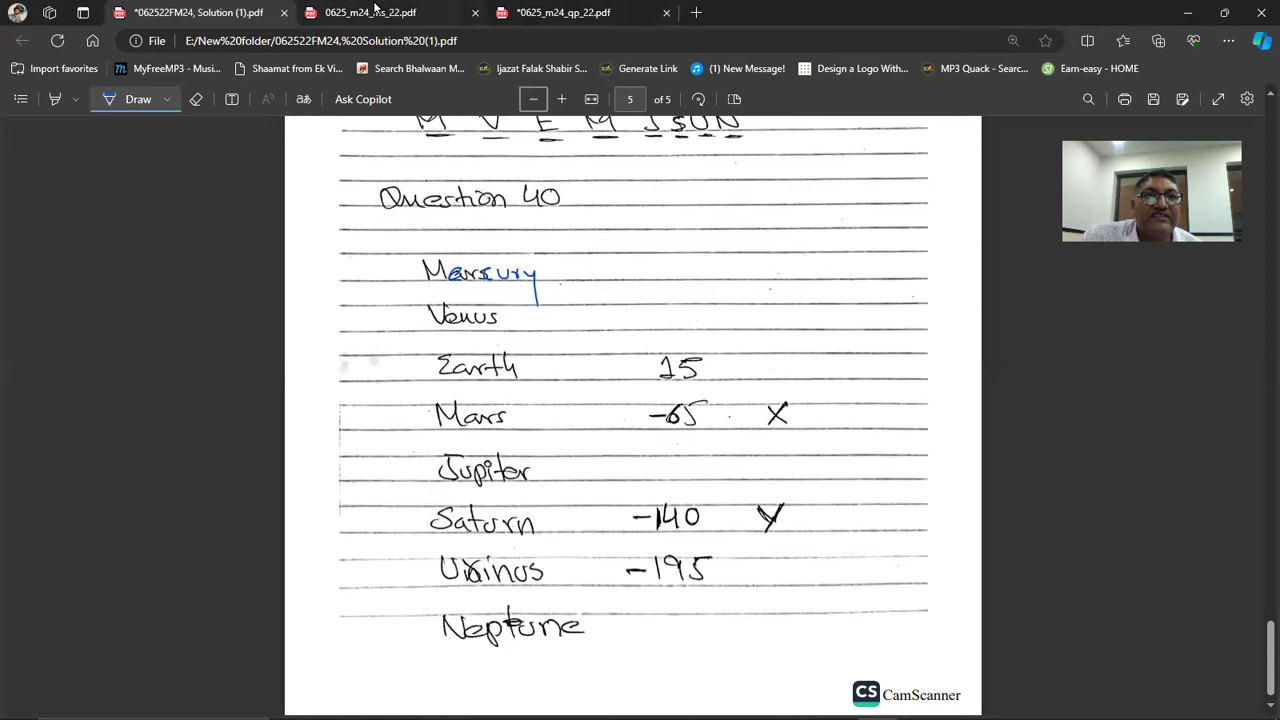 *062522FM24, Solution (1).pdf
0625_m24_ms_22.pdf
*0625_m24_qp_22.pdf
File E:/New%20folder/062522FM24,%20Solution%20(1).pdf
Import favorites MyFreeMP3 - Musi... Shaamat from Ek Vi... Search Bhalwaan M... Ijazat Falak Shabir S... Generate Link (1) New Message! Design a Logo With... MP3 Quack - Searc... Earn-easy - HOME
Draw Ask Copilot 5 of 5
M V E M J S U N
Question 40
Mercury
Venus
Earth 15
Mars -65 X
Jupiter
Saturn -140 Y
-195
Neptune
CS CamScanner